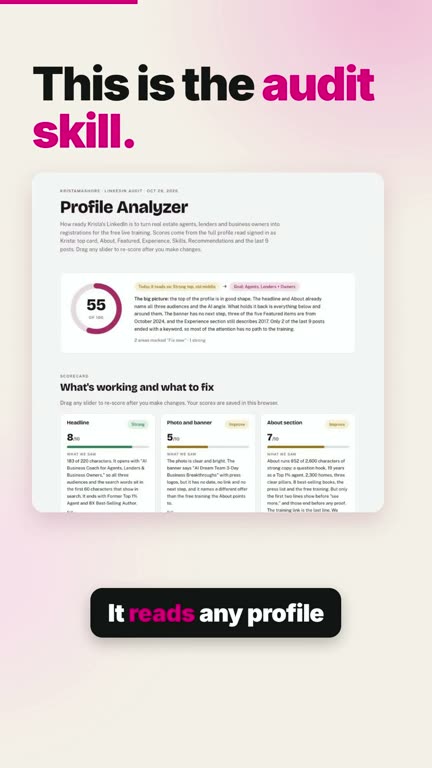 This is the audit
skill.
KRISTAMASHORE · LINKEDIN AUDIT · OCT 28, 2025
Profile Analyzer
How ready Krista's LinkedIn is to turn real estate agents, lenders and business owners into
registrations for the free live training. Scores come from the full profile read signed in as
Krista: top card, About, Featured, Experience, Skills, Recommendations and the last 9
posts. Drag any slider to re-score after you make changes.
55
OF 100
Today: It reads on: Strong, not middle → Goal: Agents, Lenders + Owners
The big picture: the top of the profile is in good shape. The headline and About already
name all three audiences and the AI angle. What holds it back is everything below and
around them. The banner has no next step, three of the five Featured items are from
October 2024, and the Experience section still describes 2017. Only 2 of the last 9 posts
ended with a keyword, so most of the attention has no path to the training.
2 areas marked "Fix now" · 1 strong
SCORECARD
What's working and what to fix
Drag any slider to re-score after you make changes. Your scores are saved in this browser.
Headline Strong
8/10
WHAT WE SAW
183 of 220 characters. It opens with "AI
Business Coach for Agents, Lenders &
Business Owners," so all three
audiences and the search words sit in
the first 60 characters that show in
search. It ends with Former Top 1%
Agent and 8X Best-Selling Author.
Photo and banner Improve
5/10
WHAT WE SAW
The photo is clear and bright. The
banner says "AI Dream Team 3-Day
Business Breakthroughs" with press
logos, but it has no date, no link and no
next step, and it names a different offer
than the free training the About points
to.
About section Improve
7/10
WHAT WE SAW
About runs 852 of 2,600 characters of
strong copy: a question hook, 19 years
as a Top 1% agent, 2,300 homes, three
clear pillars, 8 best-selling books, the
press list and the free training. But only
the first two lines show before "see
more," and those end before any proof.
The training link is the last line. We
It reads any profile